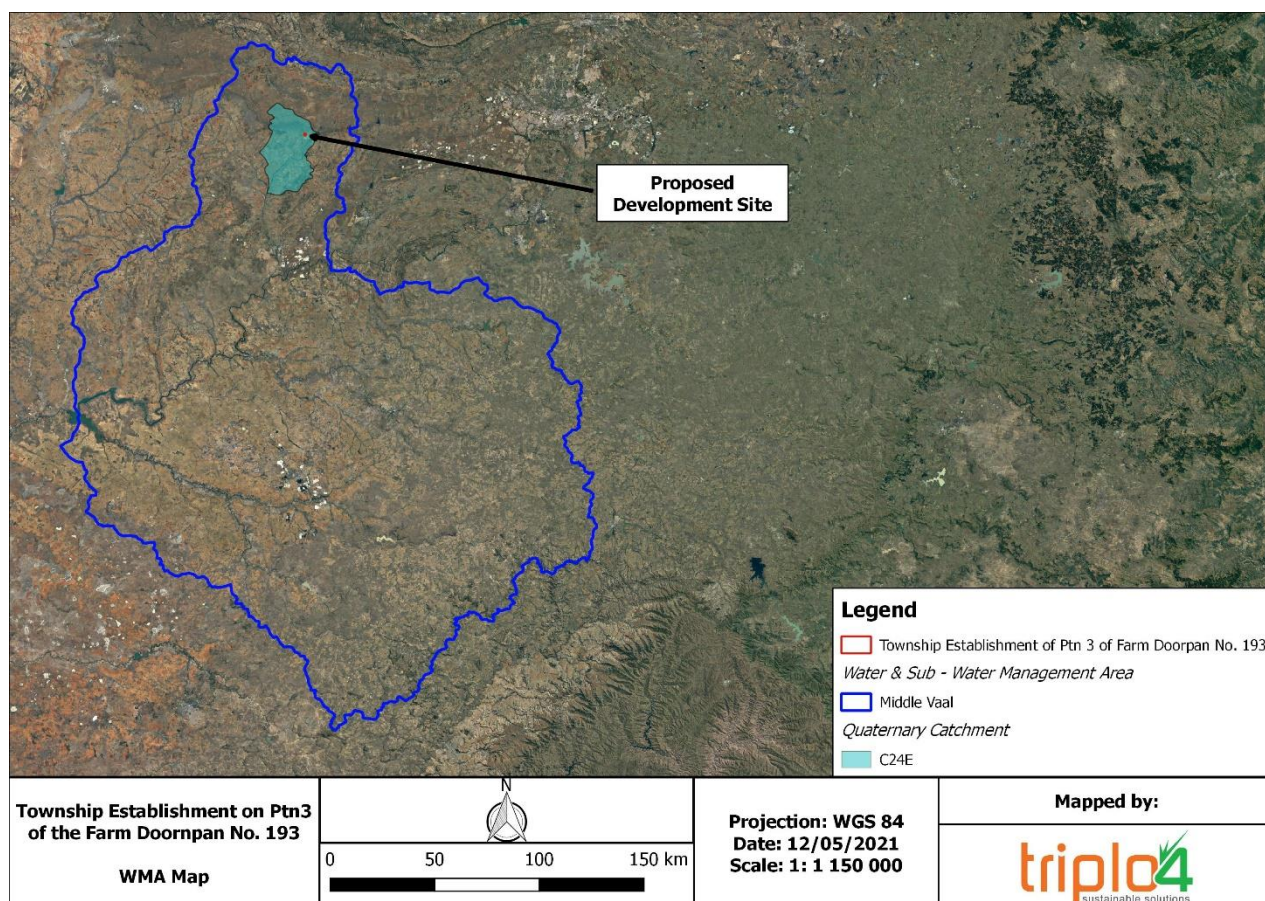 Proposed
Development Site
Legend
Township Establishment of Ptn 3 of Farm Doorpan No. 193
Water & Sub - Water Management Area
Middle Vaal
Quaternary Catchment
C24E
Township Establishment on Ptn3
of the Farm Doornpan No. 193
WMA Map
N
0 50 100 150 km
Projection: WGS 84
Date: 12/05/2021
Scale: 1: 1 150 000
Mapped by:
triplo4
sustainable solutions